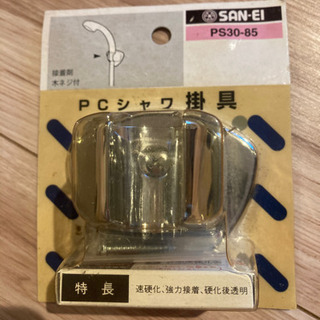 SAN-EI
PS30-85
接着剤
木ネジ付
PCシャワ掛具
特長
速硬化、強力接着、硬化後透明